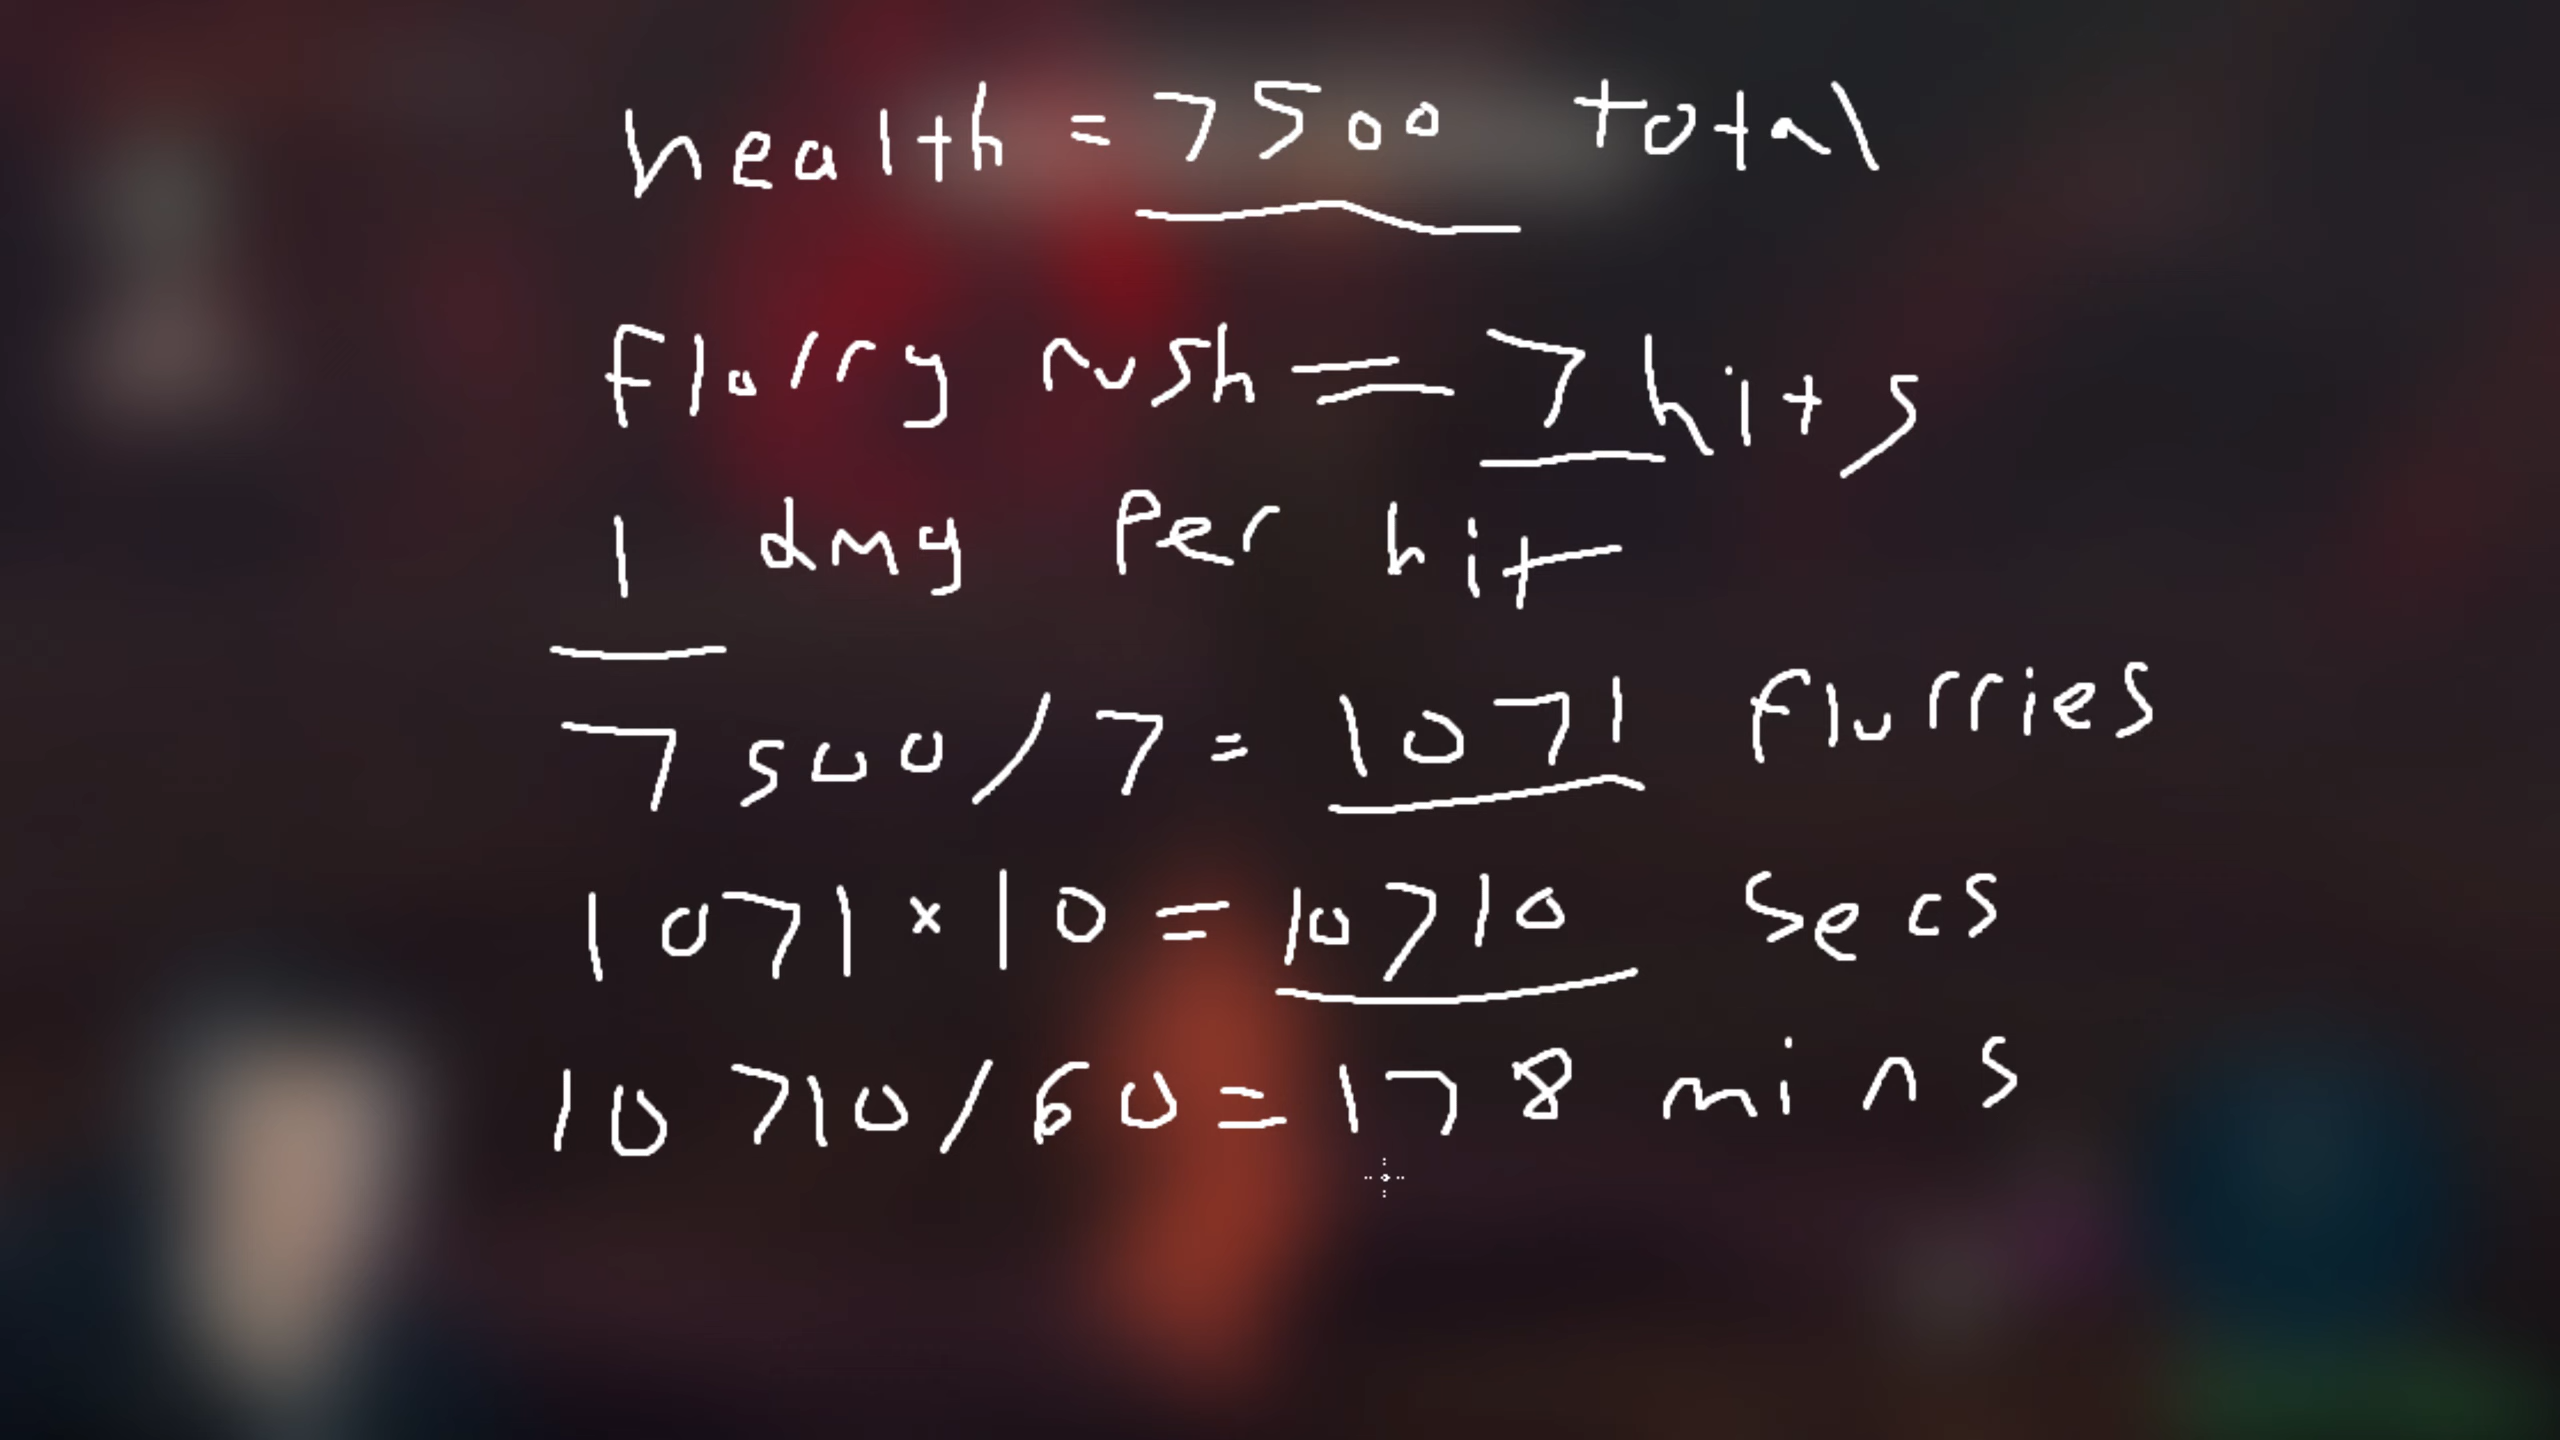 health = 7500 total
flurry rush = 7 hits
1 dmg per hit
7500/7 = 1071 flurries
1071 x 10 = 10710 secs
10710/60 = 178 mins